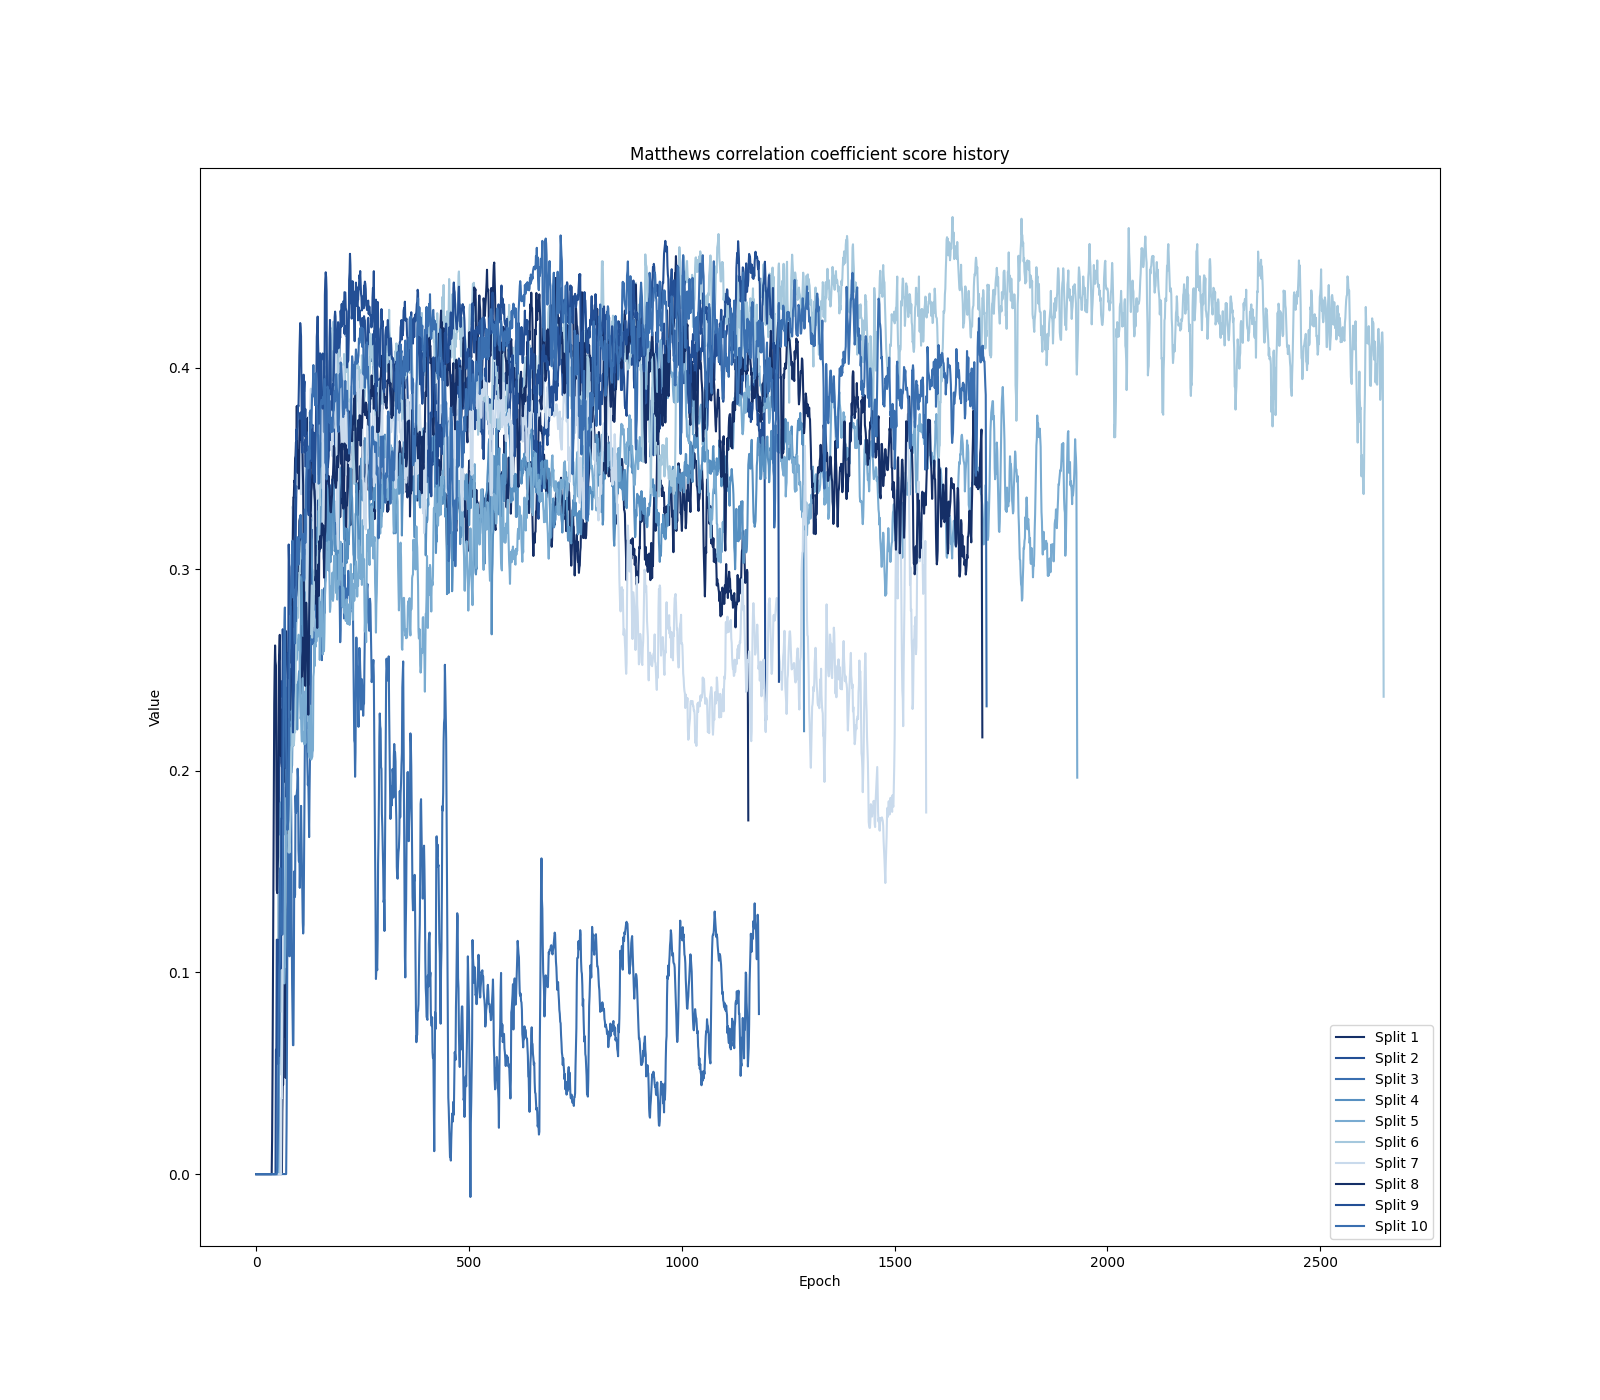 Matthews correlation coefficient score history
Value
0.4
0.3
0.2
0.1
0.0
0
500
1000
1500
2000
2500
Epoch
Split 1
Split 2
Split 3
Split 4
Split 5
Split 6
Split 7
Split 8
Split 9
Split 10